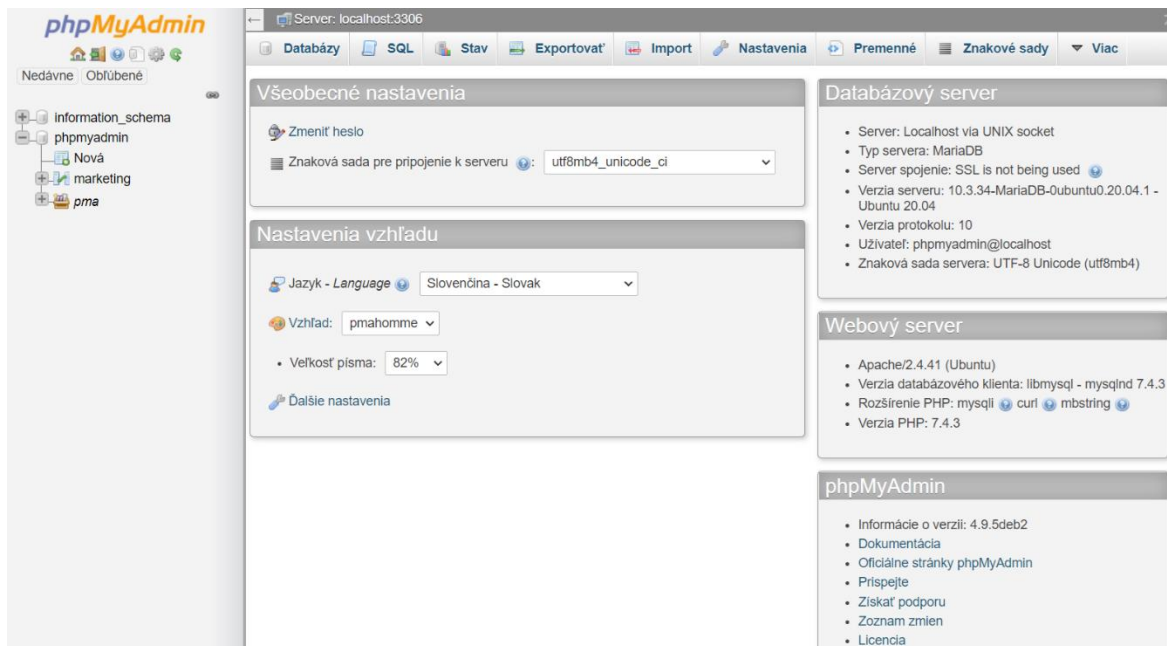 phpMyAdmin
Nedávne Obľúbené
information_schema
phpmyadmin
Nová
marketing
pma
Server: localhost:3306
Databázy SQL Stav Exportovať Import Nastavenia Premenné Znakové sady Viac
Všeobecné nastavenia
Zmeniť heslo
Znaková sada pre pripojenie k serveru : utf8mb4_unicode_ci
Nastavenia vzhľadu
Jazyk - Language Slovenčina - Slovak
Vzhľad: pmahomme
Veľkosť písma: 82%
Ďalšie nastavenia
Databázový server
Server: Localhost via UNIX socket
Typ servera: MariaDB
Server spojenie: SSL is not being used
Verzia serveru: 10.3.34-MariaDB-0ubuntu0.20.04.1 -
Ubuntu 20.04
Verzia protokolu: 10
Užívateľ: phpmyadmin@localhost
Znaková sada servera: UTF-8 Unicode (utf8mb4)
Webový server
Apache/2.4.41 (Ubuntu)
Verzia databázového klienta: libmysql - mysqlnd 7.4.3
Rozšírenie PHP: mysqli curl mbstring
Verzia PHP: 7.4.3
phpMyAdmin
Informácie o verzii: 4.9.5deb2
Dokumentácia
Oficiálne stránky phpMyAdmin
Prispejte
Získať podporu
Zoznam zmien
Licencia